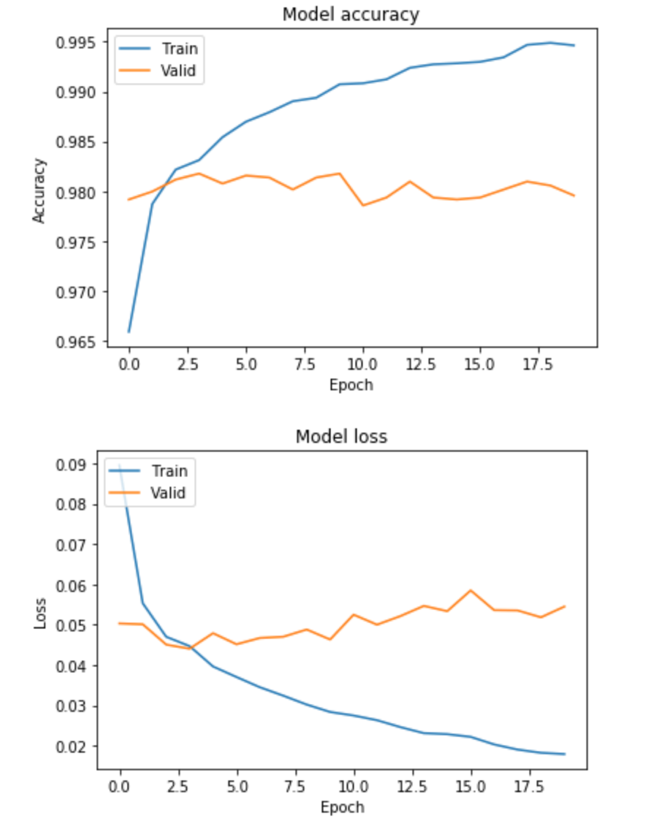 Model accuracy
Train
Valid
0.995
0.990
0.985
0.980
0.975
0.970
0.965
Accuracy
0.0 2.5 5.0 7.5 10.0 12.5 15.0 17.5
Epoch
Model loss
Train
Valid
0.09
0.08
0.07
0.06
0.05
0.04
0.03
0.02
Loss
0.0 2.5 5.0 7.5 10.0 12.5 15.0 17.5
Epoch